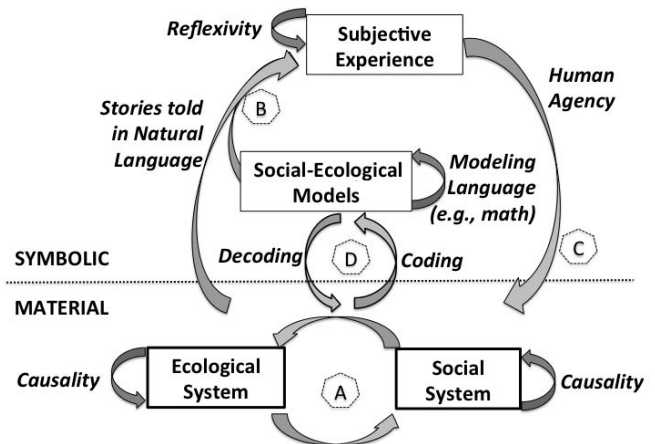 Reflexivity
Subjective
Experience
Human
Agency
Stories told
in Natural
Language
B
Social-Ecological
Models
Modeling
Language
(e.g., math)
Decoding
D
Coding
C
SYMBOLIC
MATERIAL
Causality
Ecological
System
A
Social
System
Causality